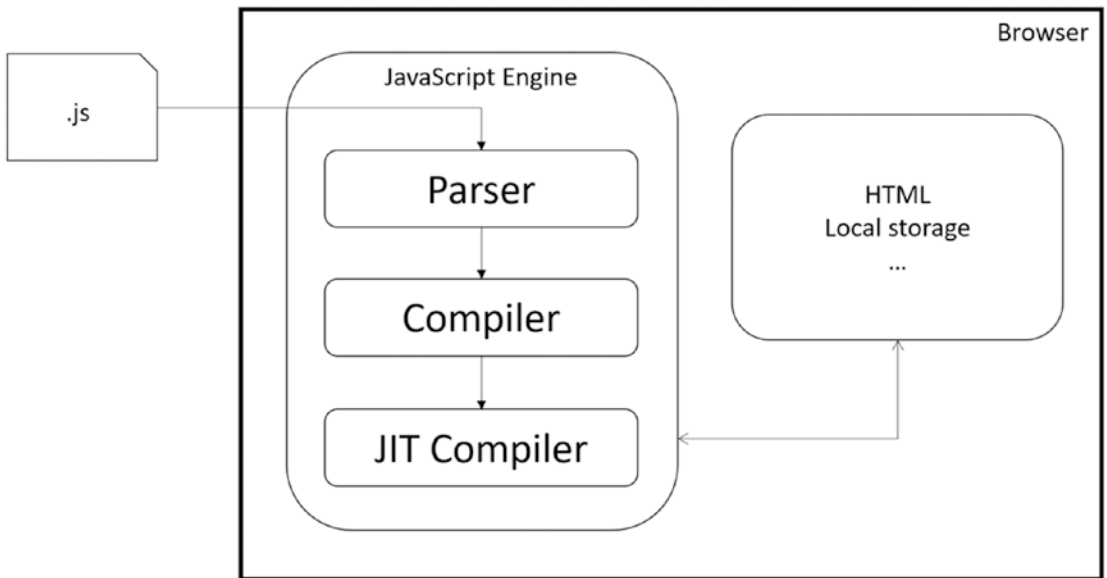 Browser
JavaScript Engine
.js
Parser
HTML
Local storage
...
Compiler
JIT Compiler